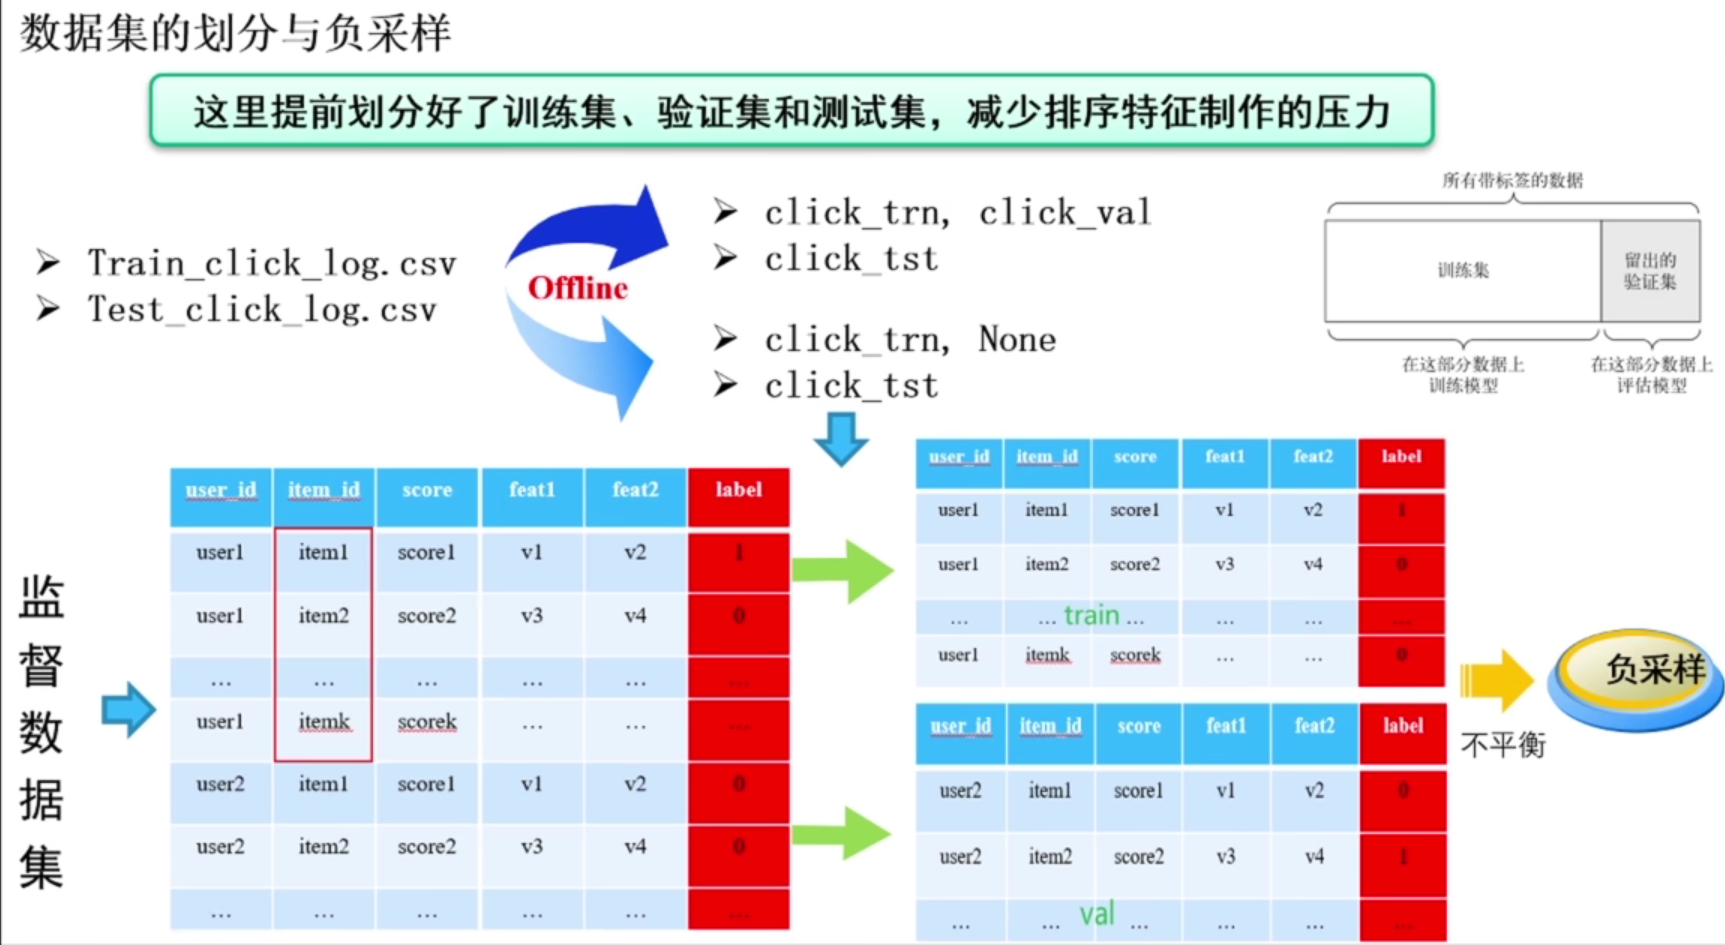 数据集的划分与负采样
这里提前划分好了训练集、验证集和测试集，减少排序特征制作的压力
Train_click_log.csv
Test_click_log.csv
Offline
click_trn, click_val
click_tst
click_trn, None
click_tst
所有带标签的数据
训练集
留出的
验证集
在这部分数据上
训练模型
在这部分数据上
评估模型
监督数据集
user_id item_id score feat1 feat2 label
user1 item1 score1 v1 v2 1
user1 item2 score2 v3 v4 0
... ... ... ... ... ...
user1 itemk scorek ... ... ...
user2 item1 score1 v1 v2 0
user2 item2 score2 v3 v4 0
... ... ... ... ... ...
user_id item_id score feat1 feat2 label
user1 item1 score1 v1 v2 1
user1 item2 score2 v3 v4 0
... ... train ... ... ... ...
user1 itemk scorek ... ... 0
user_id item_id score feat1 feat2 label
user2 item1 score1 v1 v2 0
user2 item2 score2 v3 v4 1
... ... val ... ... ... ...
不平衡
负采样